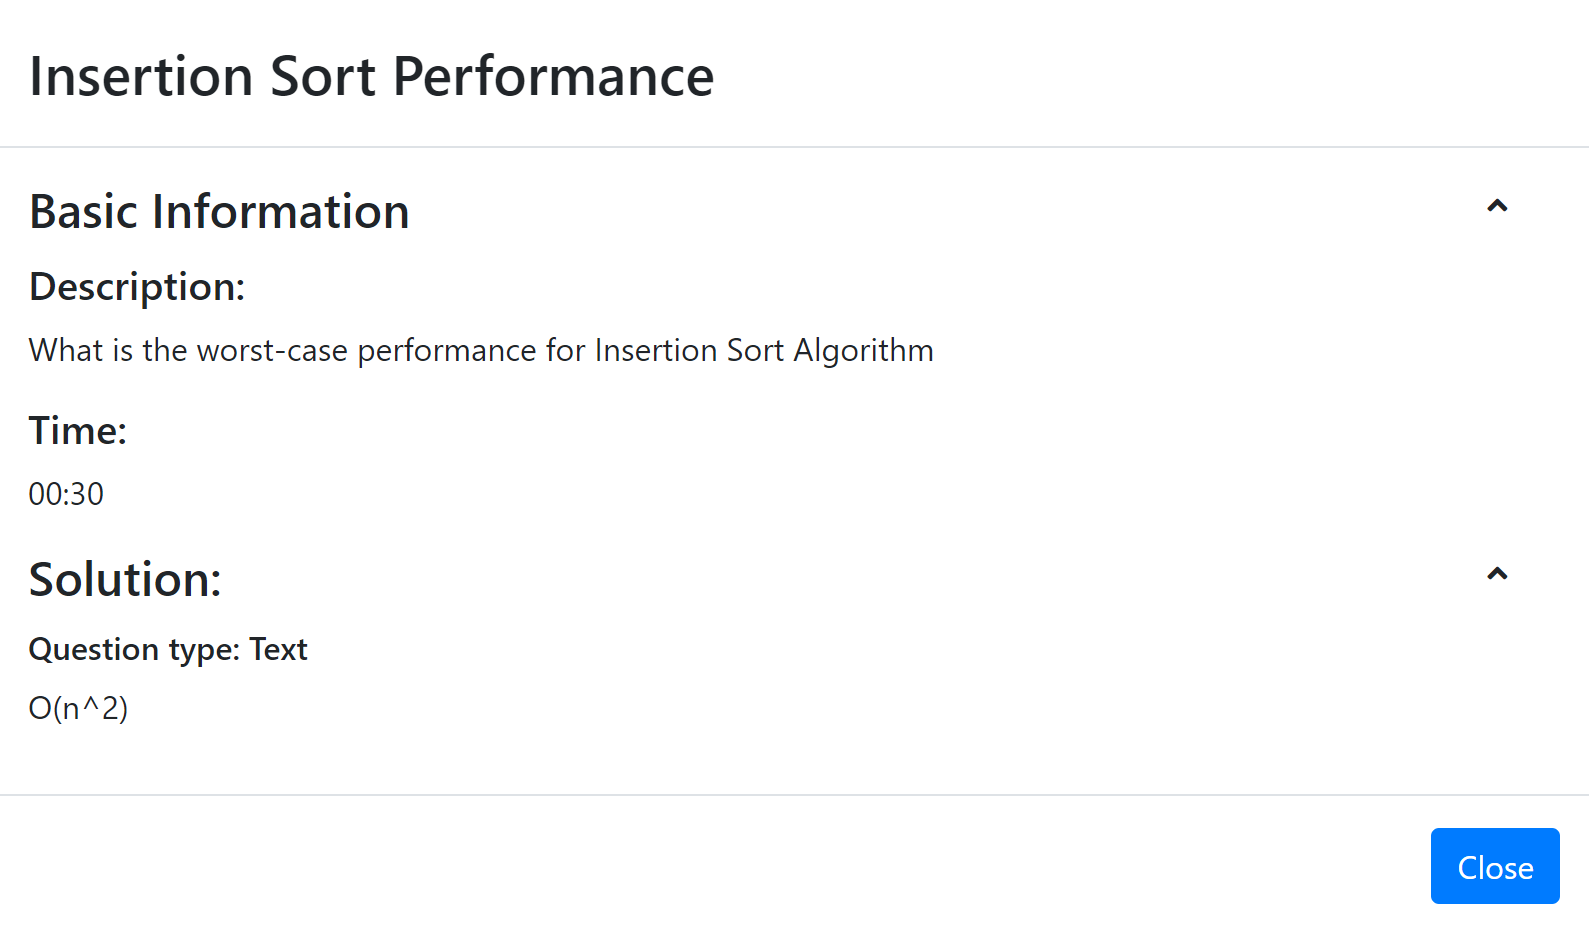 Insertion Sort Performance
Basic Information
Description:
What is the worst-case performance for Insertion Sort Algorithm
Time:
00:30
Solution:
Question type: Text
O(n^2)
Close